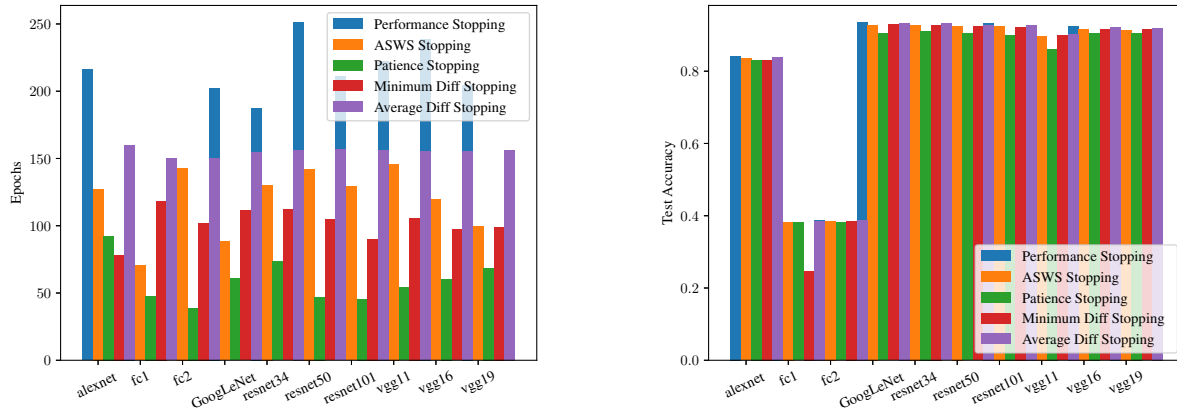 250
200
150
100
50
0
Epochs
Performance Stopping
ASWS Stopping
Patience Stopping
Minimum Diff Stopping
Average Diff Stopping
alexnet
fc1
fc2
GoogLeNet
resnet34
resnet50
resnet101
vgg11
vgg16
vgg19
0.8
0.6
0.4
0.2
0.0
Test Accuracy
Performance Stopping
ASWS Stopping
Patience Stopping
Minimum Diff Stopping
Average Diff Stopping
alexnet
fc1
fc2
GoogLeNet
resnet34
resnet50
resnet101
vgg11
vgg16
vgg19